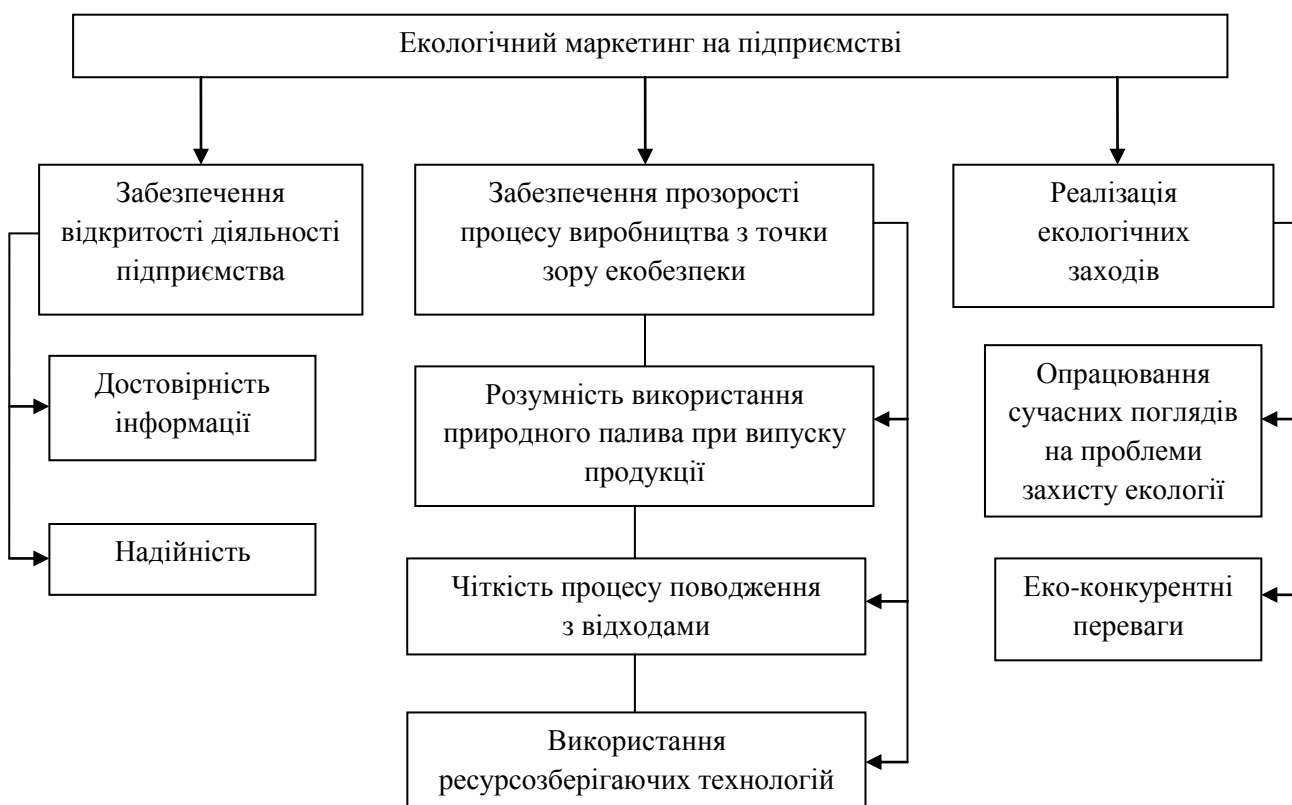 Екологічний маркетинг на підприємстві
Забезпечення
відкритості діяльності
підприємства
Достовірність
інформації
Надійність
Забезпечення прозорості
процесу виробництва з точки
зору екобезпеки
Розумність використання
природного палива при випуску
продукції
Чіткість процесу поводження
з відходами
Використання
ресурсозберігаючих технологій
Реалізація
екологічних
заходів
Опрацювання
сучасних поглядів
на проблеми
захисту екології
Еко-конкурентні
переваги